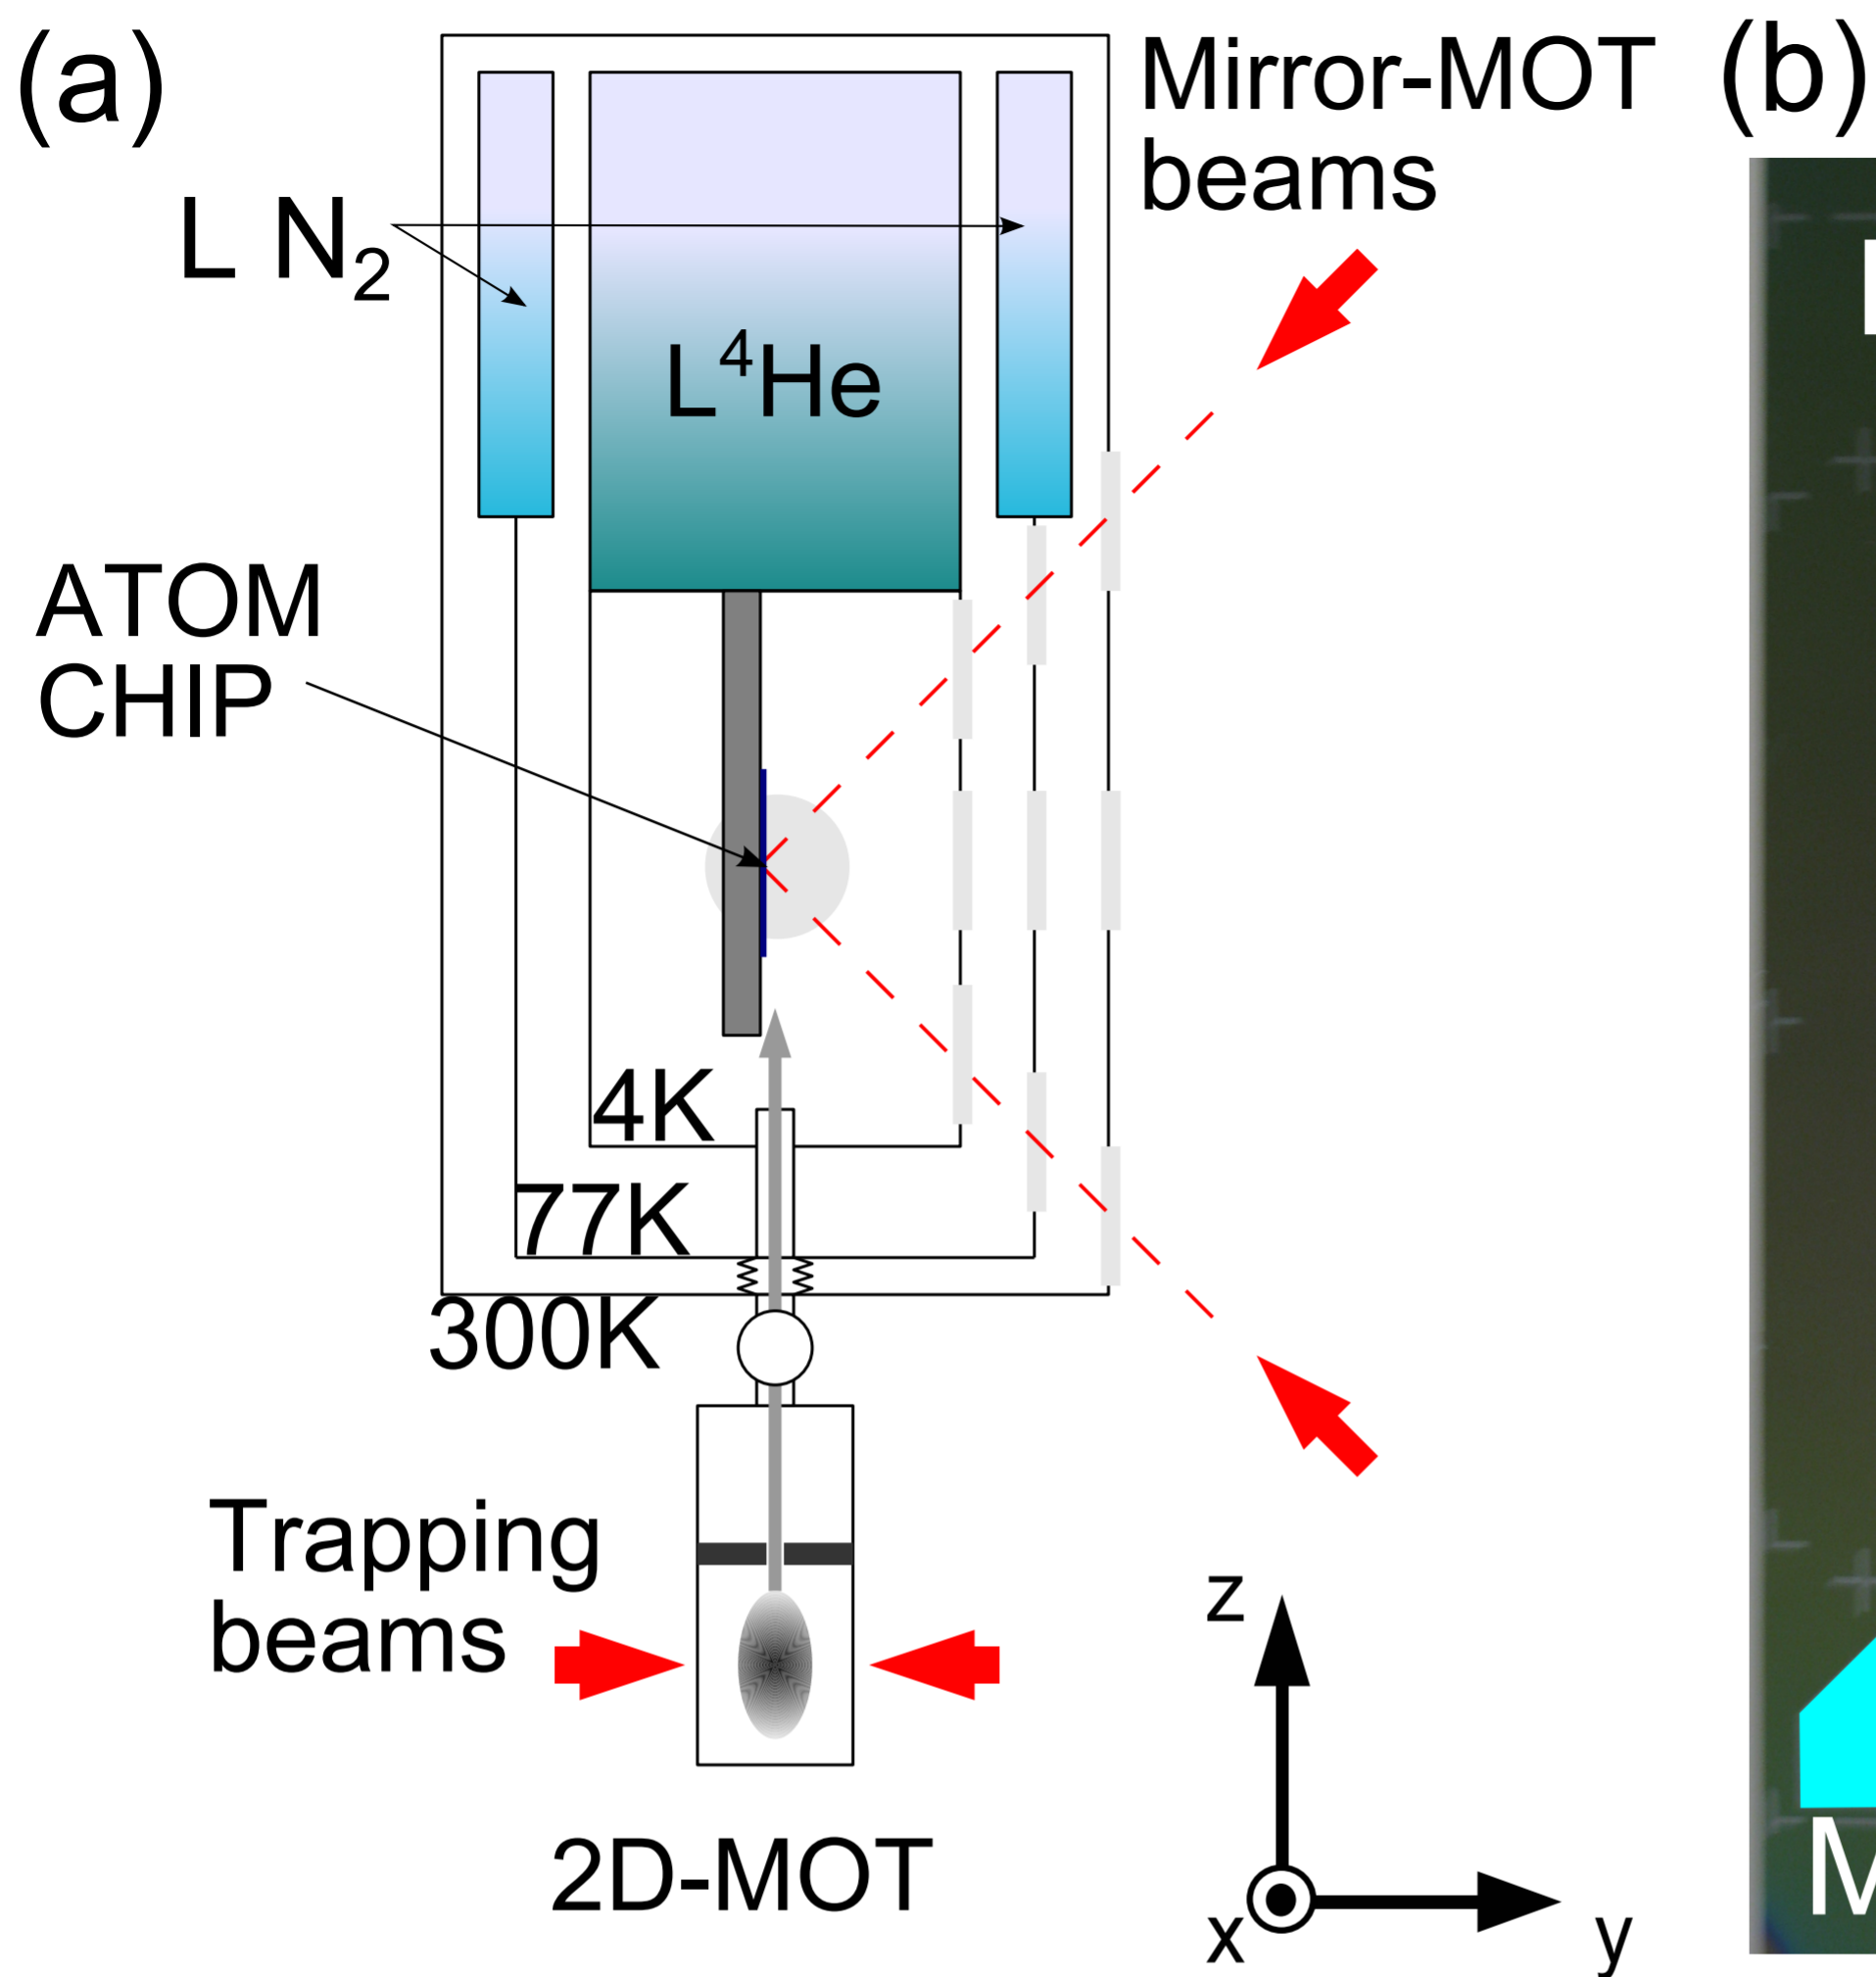 (a)
Mirror-MOT
beams
(b)
L N₂
L⁴He
ATOM
CHIP
4K
77K
300K
Trapping
beams
2D-MOT
z
x
y
M